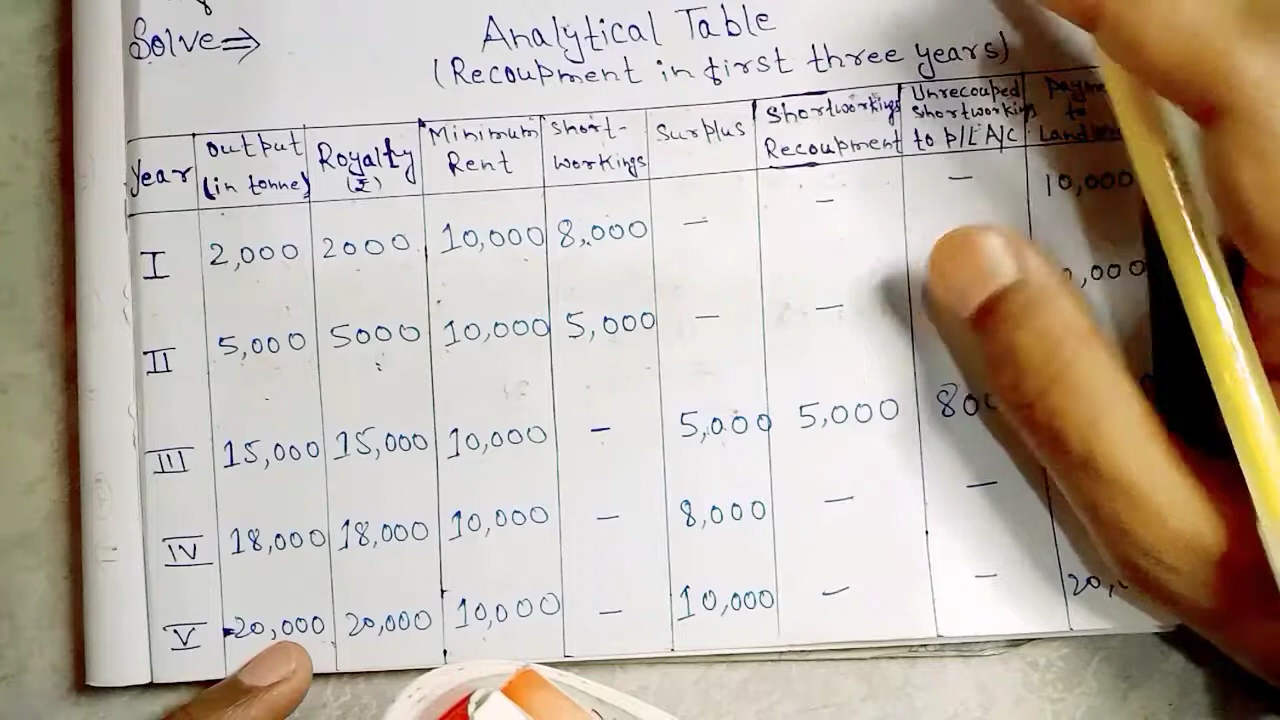 Solve ⇒
Analytical Table
(Recoupment in first three years)
Year | Output (in tonne) | Royalty (₹) | Minimum Rent | Short-workings | Surplus | Shortworkings Recoupment | Unrecouped Shortworkings to P/L A/C | to
I | 2,000 | 2000 | 10,000 | 8,000 | — | — | — | 10,000
II | 5,000 | 5000 | 10,000 | 5,000 | — | — | 
III | 15,000 | 15,000 | 10,000 | — | 5,000 | 5,000 | 
IV | 18,000 | 18,000 | 10,000 | — | 8,000 | — | —
V | 20,000 | 20,000 | 10,000 | — | 10,000 | — | —